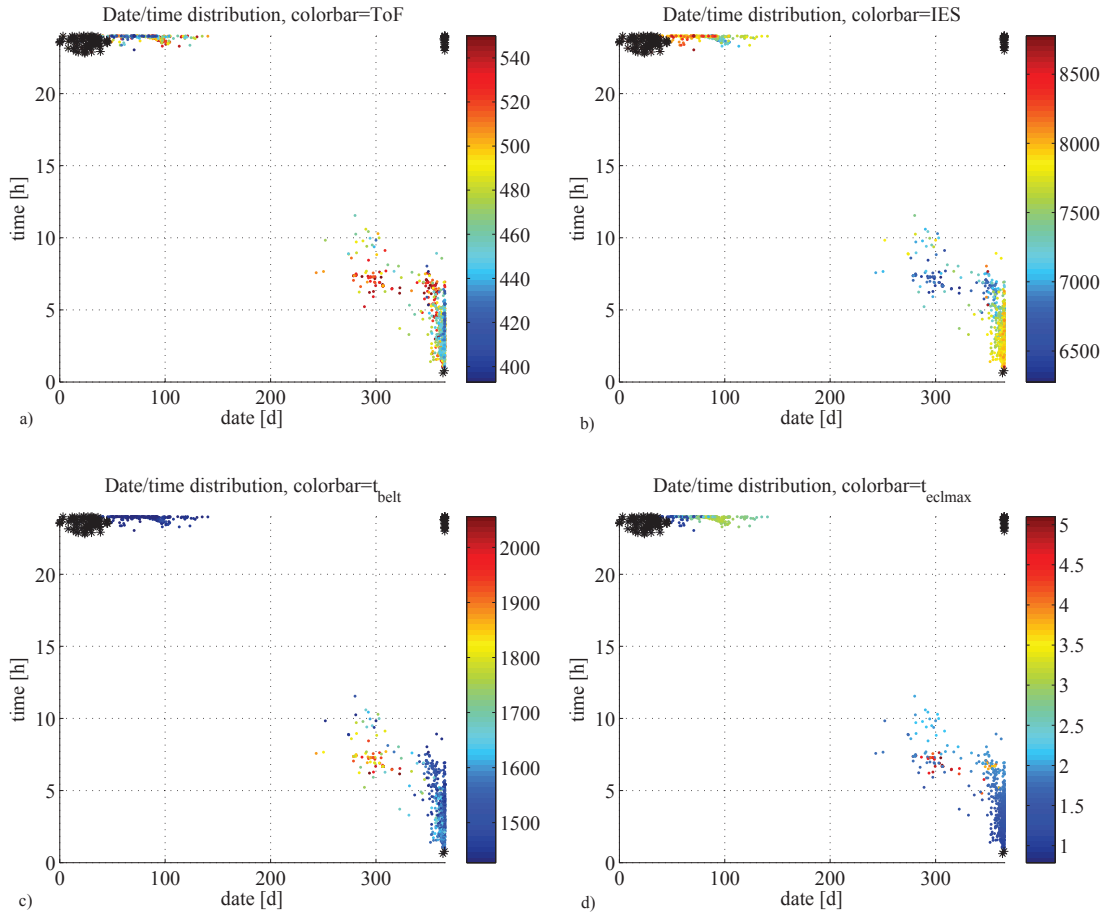 Date/time distribution, colorbar=ToF
time [h]
20
15
10
5
0
0 100 200 300
date [d]
540
520
500
480
460
440
420
400
a)
Date/time distribution, colorbar=IES
time [h]
20
15
10
5
0
0 100 200 300
date [d]
8500
8000
7500
7000
6500
b)
Date/time distribution, colorbar=t_belt
time [h]
20
15
10
5
0
0 100 200 300
date [d]
2000
1900
1800
1700
1600
1500
c)
Date/time distribution, colorbar=t_eclmax
time [h]
20
15
10
5
0
0 100 200 300
date [d]
5
4.5
4
3.5
3
2.5
2
1.5
1
d)